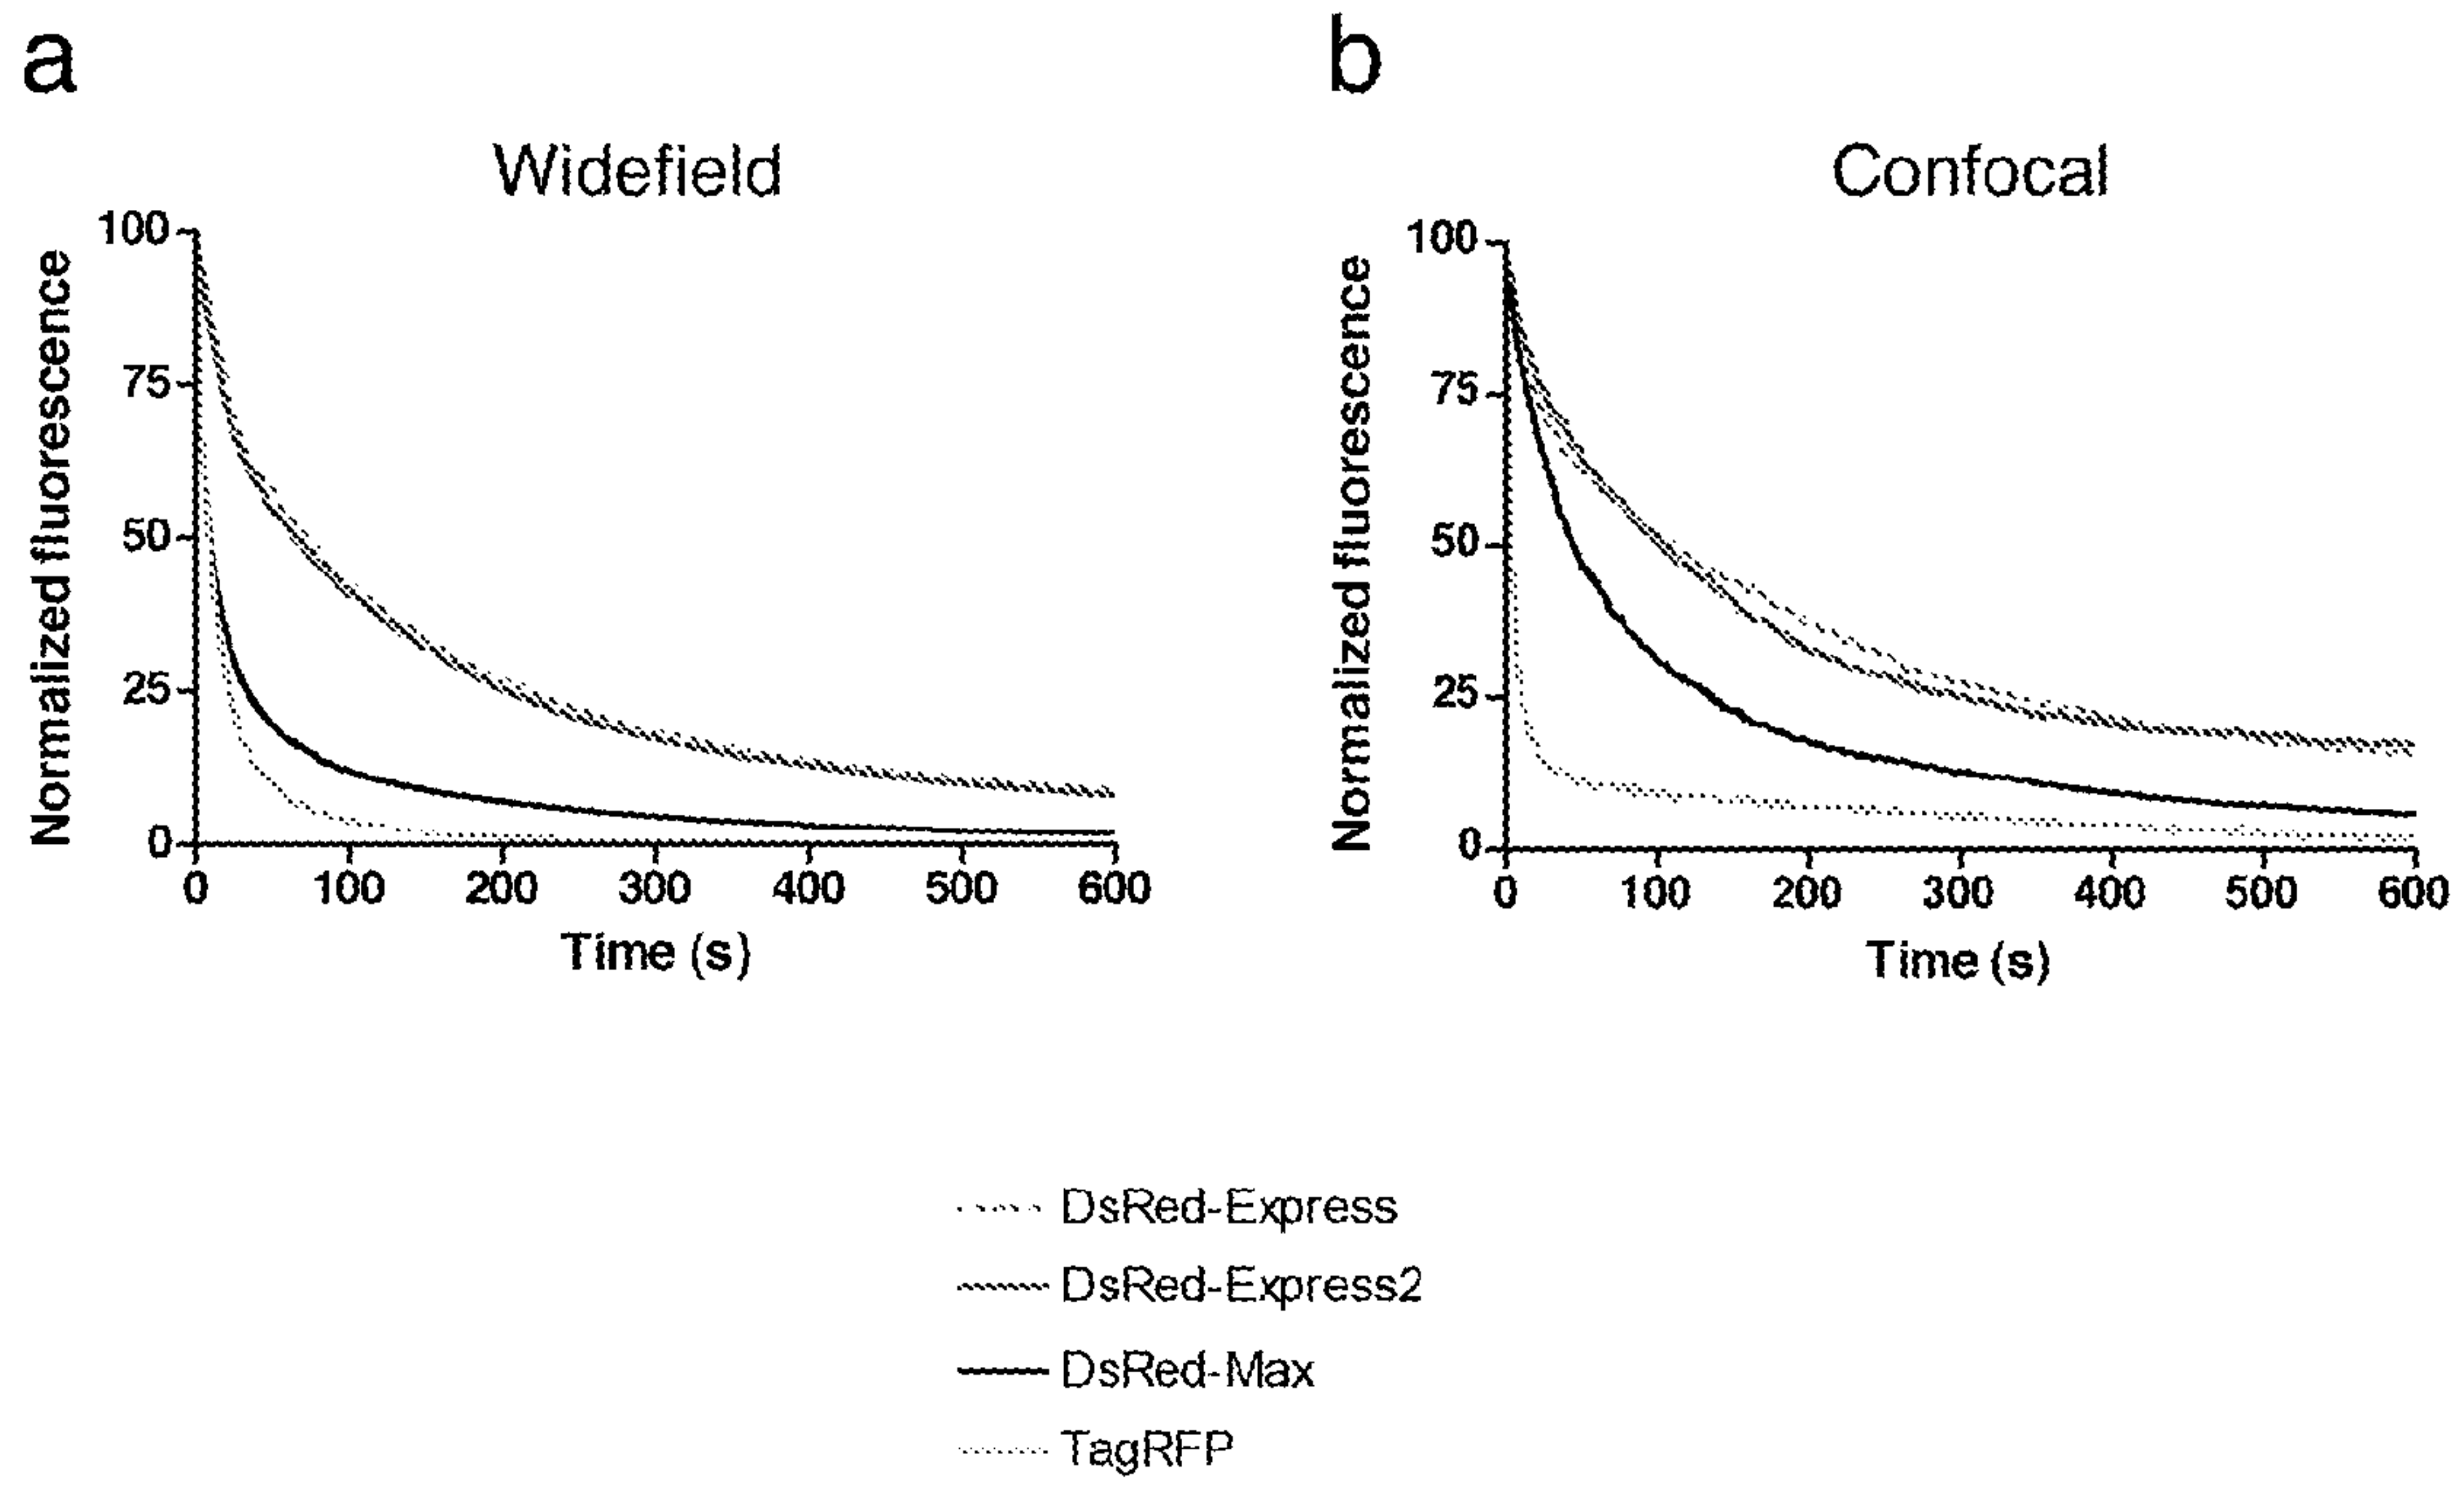 a
b
Widefield
Confocal
Normalized fluorescence
100
75
50
25
0
0 100 200 300 400 500 600
Time (s)
Normalized fluorescence
100
75
50
25
0
0 100 200 300 400 500 600
Time (s)
DsRed-Express
DsRed-Express2
DsRed-Max
TagRFP